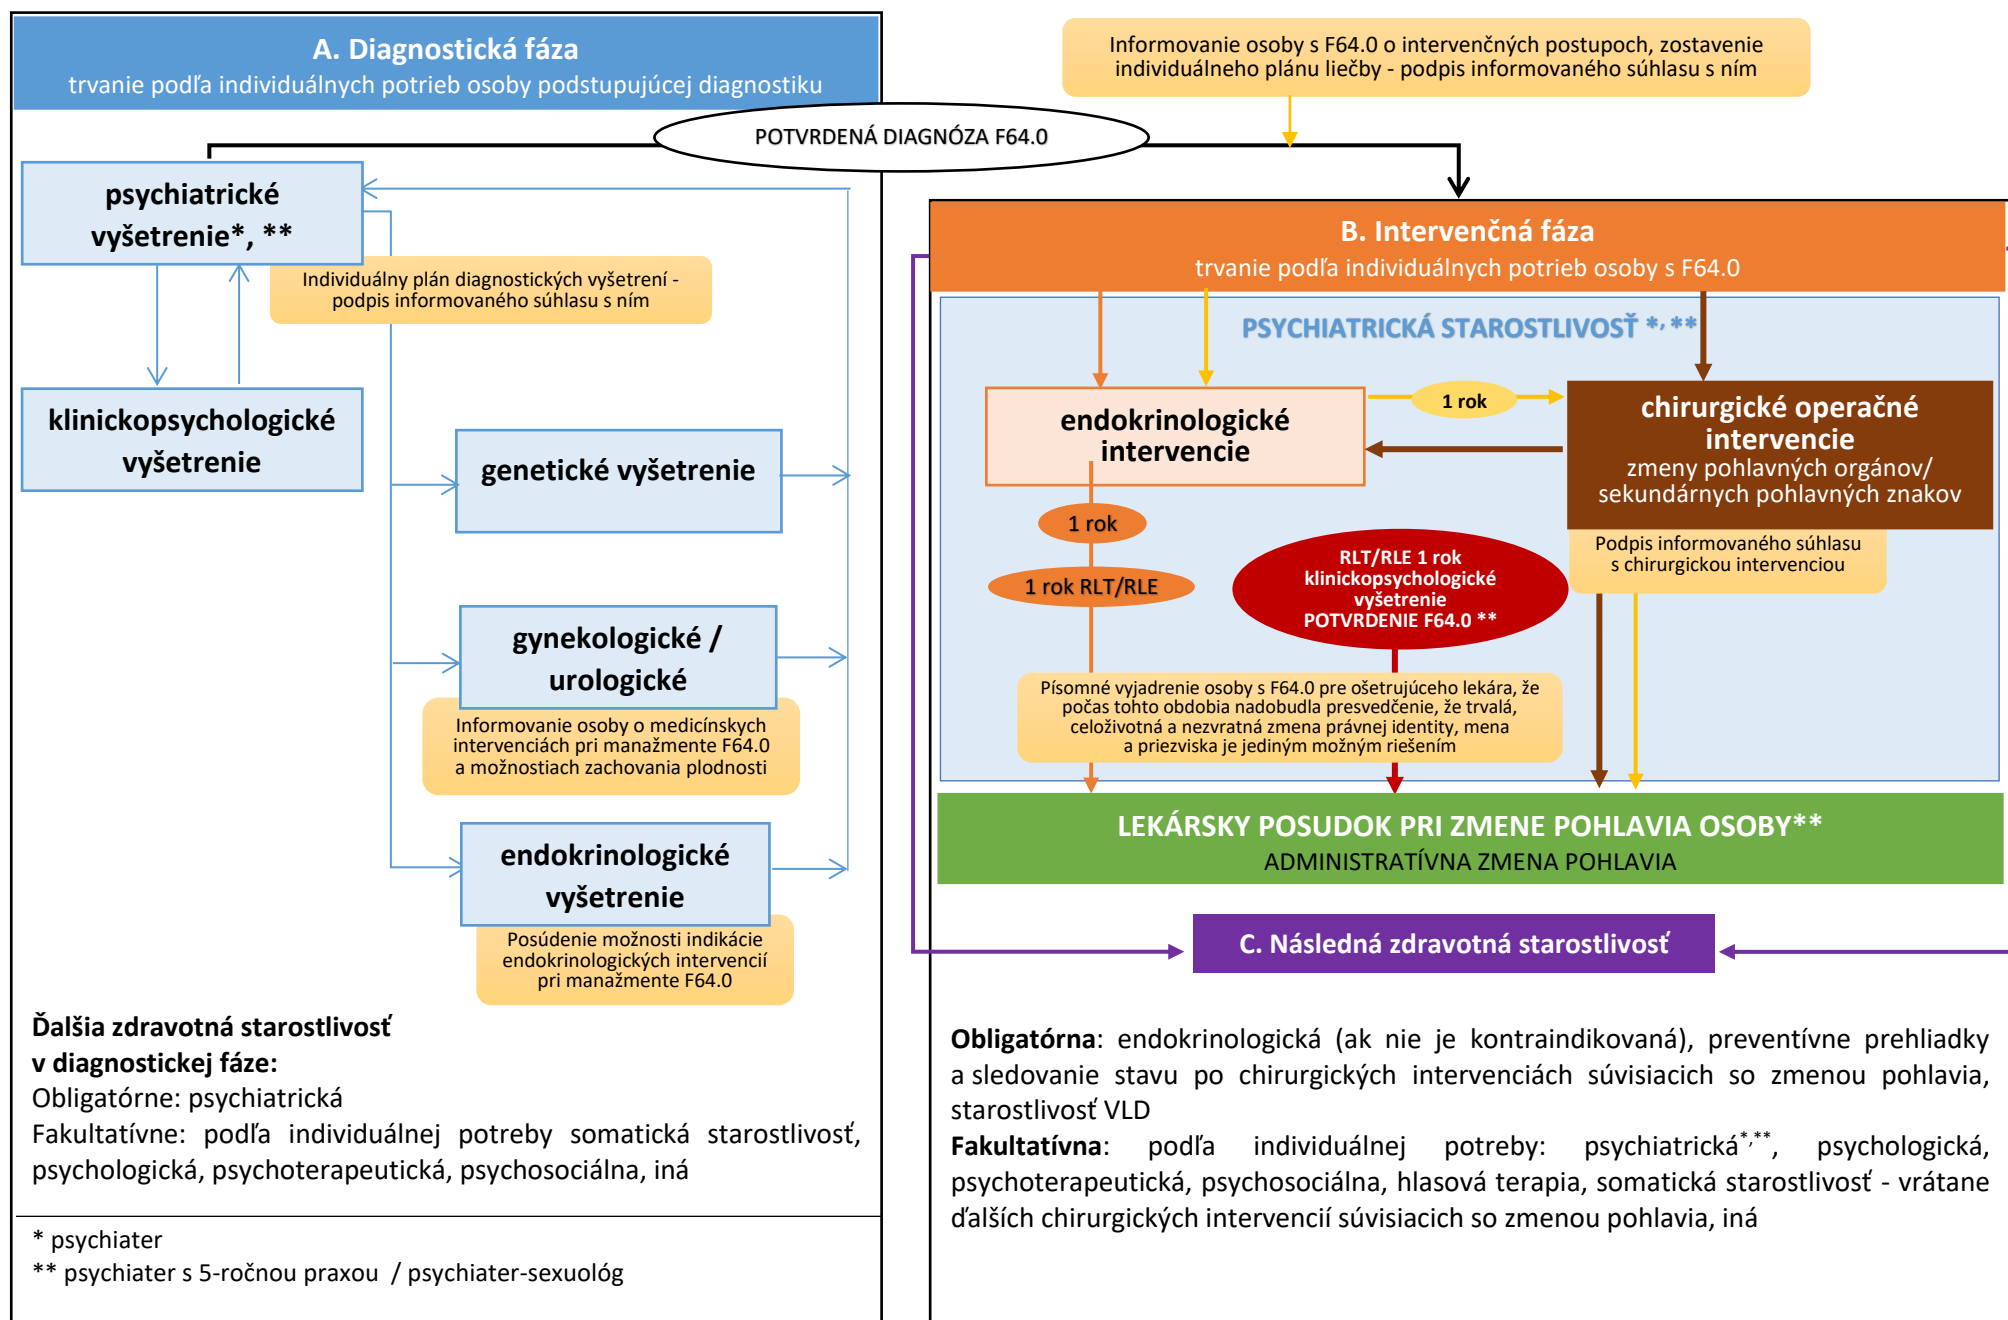 A. Diagnostická fáza
trvanie podľa individuálnych potrieb osoby podstupujúcej diagnostiku
Informovanie osoby s F64.0 o intervenčných postupoch, zostavenie
individuálneho plánu liečby - podpis informovaného súhlasu s ním
POTVRDENÁ DIAGNÓZA F64.0
psychiatrické
vyšetrenie*, **
Individuálny plán diagnostických vyšetrení -
podpis informovaného súhlasu s ním
klinickopsychologické
vyšetrenie
genetické vyšetrenie
gynekologické /
urologické
Informovanie osoby o medicínskych
intervenciách pri manažmente F64.0
a možnostiach zachovania plodnosti
endokrinologické
vyšetrenie
Posúdenie možnosti indikácie
endokrinologických intervencií
pri manažmente F64.0
Ďalšia zdravotná starostlivosť
v diagnostickej fáze:
Obligatórne: psychiatrická
Fakultatívne: podľa individuálnej potreby somatická starostlivosť,
psychologická, psychoterapeutická, psychosociálna, iná
* psychiater
** psychiater s 5-ročnou praxou / psychiater-sexuológ
B. Intervenčná fáza
trvanie podľa individuálnych potrieb osoby s F64.0
PSYCHIATRICKÁ STAROSTLIVOSŤ *, **
endokrinologické
intervencie
1 rok
chirurgické operačné
intervencie
zmeny pohlavných orgánov/
sekundárnych pohlavných znakov
1 rok
1 rok RLT/RLE
RLT/RLE 1 rok
klinickopsychologické
vyšetrenie
POTVRDENIE F64.0 **
Podpis informovaného súhlasu
s chirurgickou intervenciou
Písomné vyjadrenie osoby s F64.0 pre ošetrujúceho lekára, že
počas tohto obdobia nadobudla presvedčenie, že trvalá,
celoživotná a nezvratná zmena právnej identity, mena
a priezviska je jediným možným riešením
LEKÁRSKY POSUDOK PRI ZMENE POHLAVIA OSOBY**
ADMINISTRATÍVNA ZMENA POHLAVIA
C. Následná zdravotná starostlivosť
Obligatórna: endokrinologická (ak nie je kontraindikovaná), preventívne prehliadky
a sledovanie stavu po chirurgických intervenciách súvisiacich so zmenou pohlavia,
starostlivosť VLD
Fakultatívna: podľa individuálnej potreby: psychiatrická*,**, psychologická,
psychoterapeutická, psychosociálna, hlasová terapia, somatická starostlivosť - vrátane
ďalších chirurgických intervencií súvisiacich so zmenou pohlavia, iná